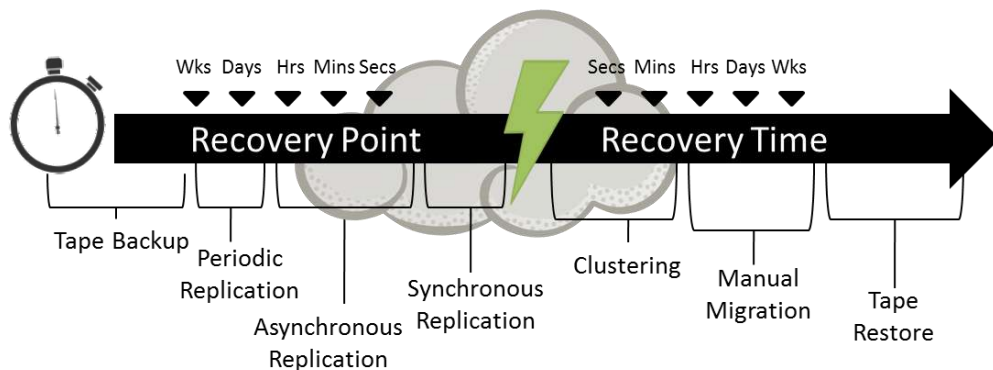 Wks Days Hrs Mins Secs
Secs Mins Hrs Days Wks
Recovery Point
Recovery Time
Tape Backup
Periodic
Replication
Asynchronous
Replication
Synchronous
Replication
Clustering
Manual
Migration
Tape
Restore